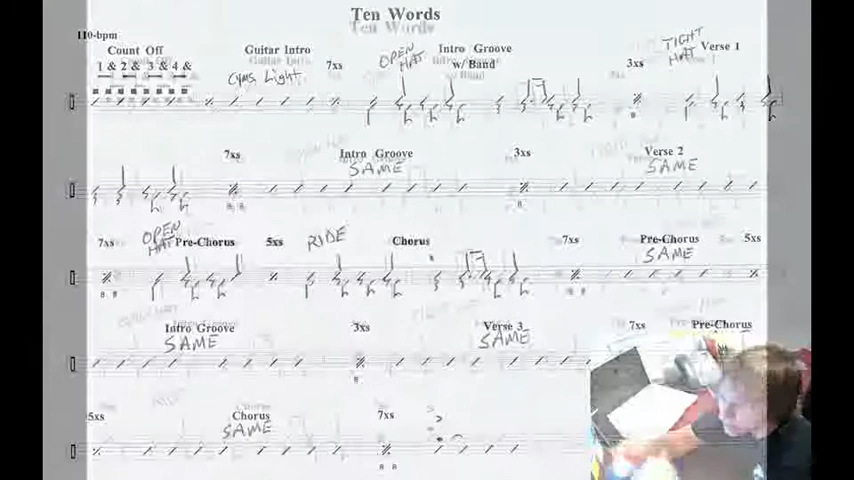 Ten Words
110-bpm
Count Off Guitar Intro 7xs OPEN HAT Intro Groove w/Band 3xs TIGHT HAT Verse 1
1 & 2 & 3 & 4 &
Cyms Light
7xs Intro Groove 3xs Verse 2
SAME SAME
7xs OPEN HAT Pre-Chorus 5xs RIDE Chorus 7xs Pre-Chorus 5xs
SAME
Intro Groove 3xs Verse 3 7xs Pre-Chorus
SAME SAME
5xs Chorus 7xs
SAME